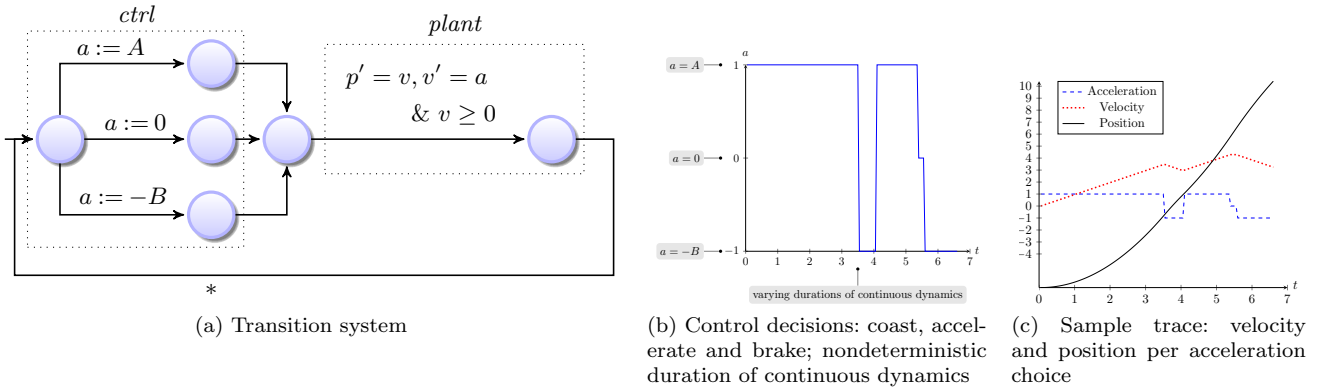 ctrl
plant
a := A
p′ = v, v′ = a
& v ≥ 0
a := 0
a := −B
*
(a) Transition system
a
a = A
1
a = 0
0
a = −B
−1
t
0 1 2 3 4 5 6 7
varying durations of continuous dynamics
(b) Control decisions: coast, accel-
erate and brake; nondeterministic
duration of continuous dynamics
Acceleration
Velocity
Position
10
9
8
7
6
5
4
3
2
1
0
−1
−2
−3
−4
t
0 1 2 3 4 5 6 7
(c) Sample trace: velocity
and position per acceleration
choice